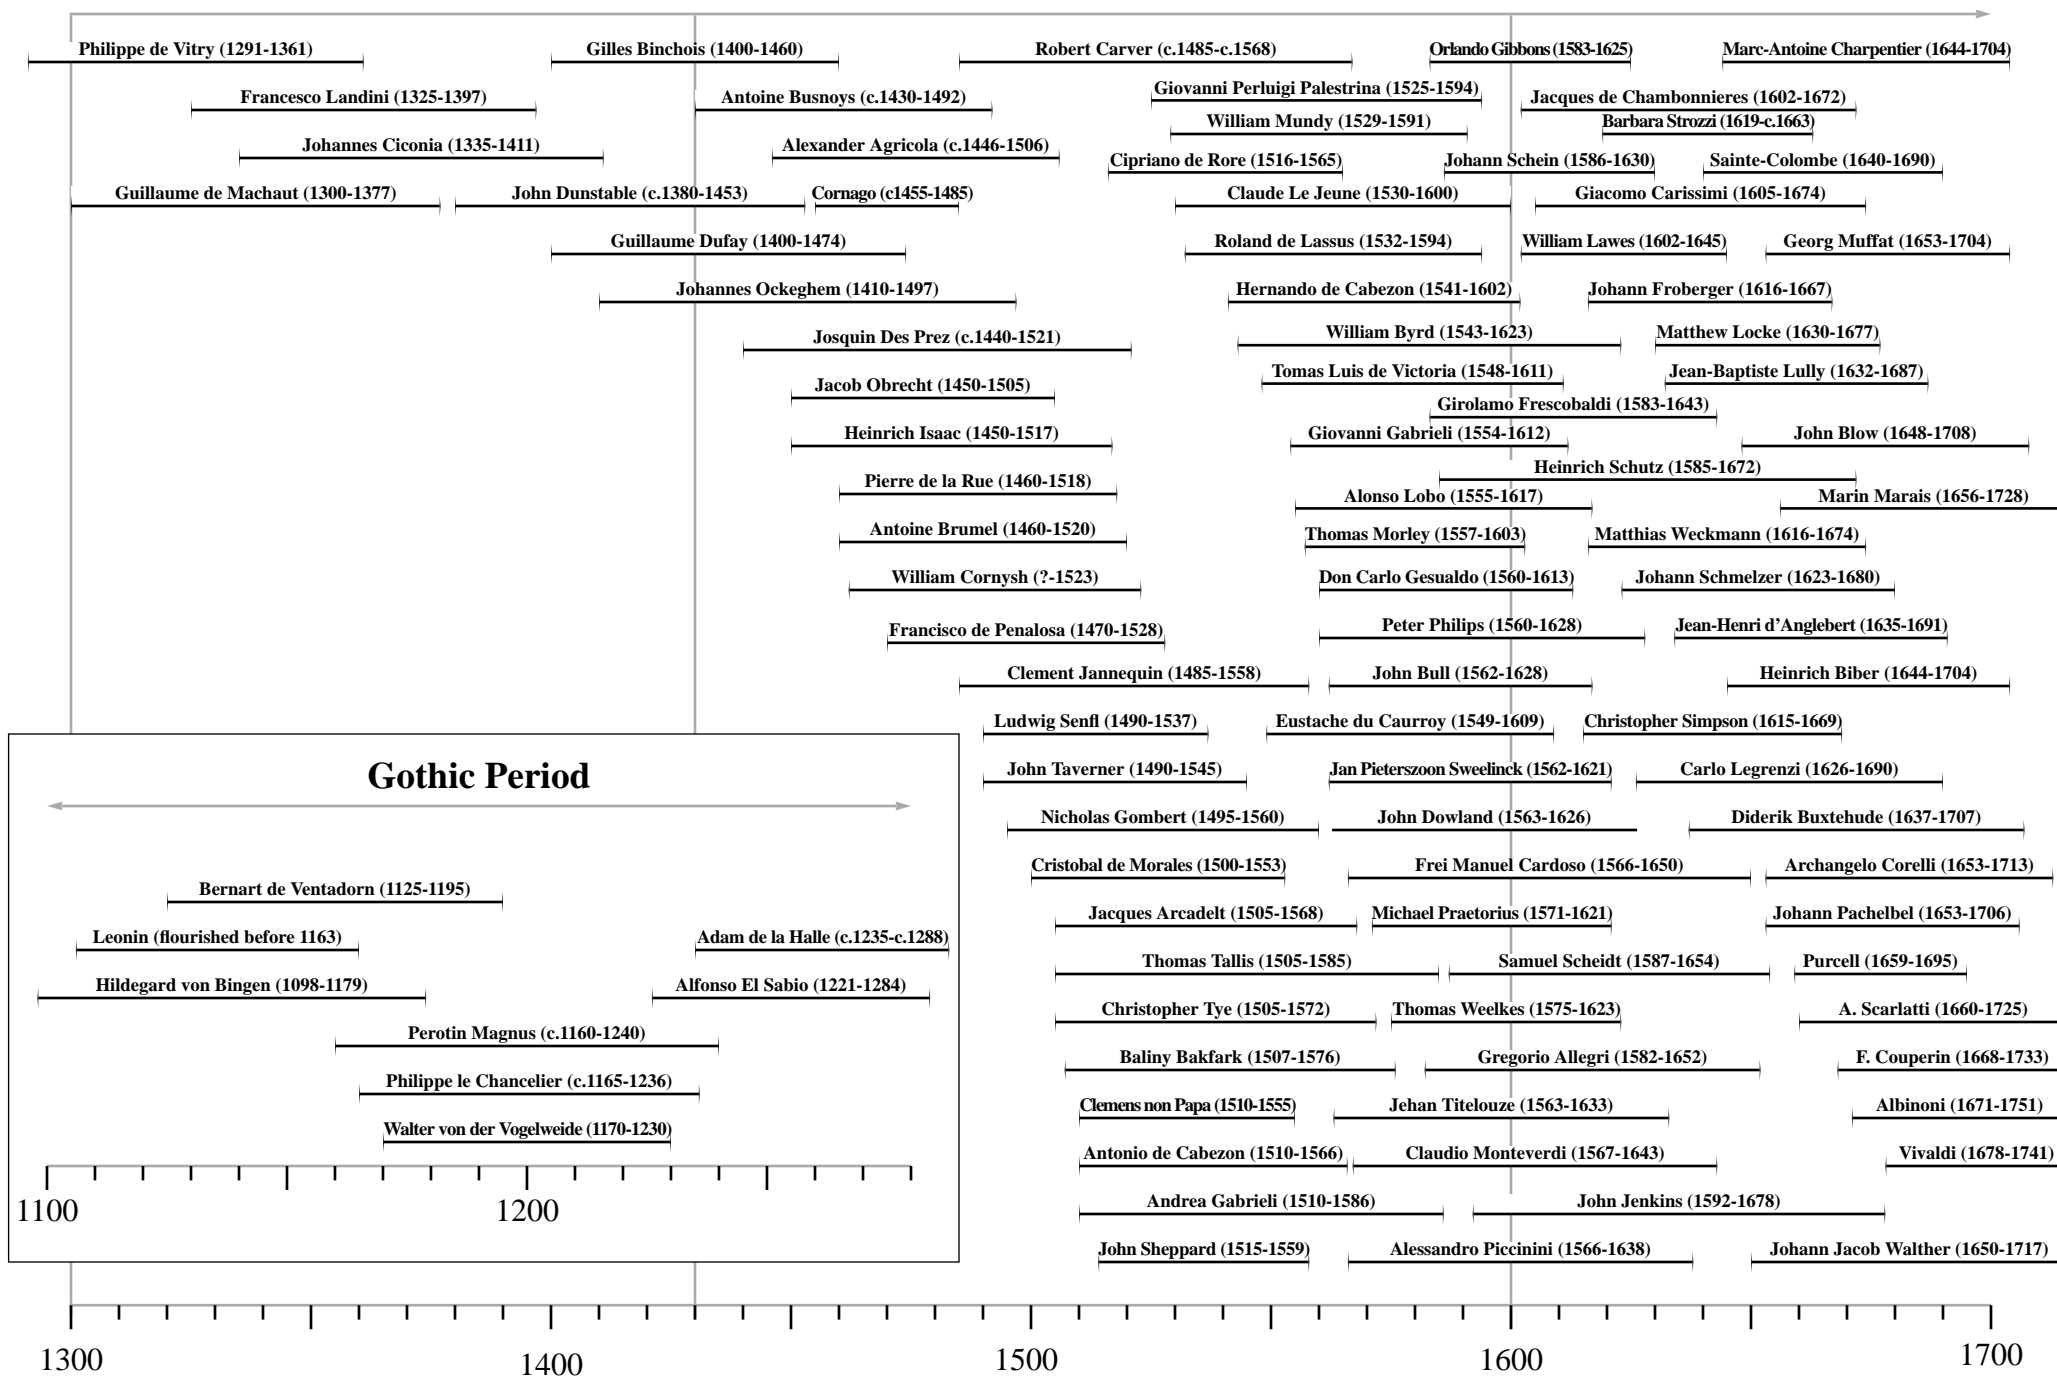 Philippe de Vitry (1291-1361)
Gilles Binchois (1400-1460)
Robert Carver (c.1485-c.1568)
Orlando Gibbons (1583-1625)
Marc-Antoine Charpentier (1644-1704)
Francesco Landini (1325-1397)
Antoine Busnoys (c.1430-1492)
Giovanni Perluigi Palestrina (1525-1594)
Jacques de Chambonnieres (1602-1672)
William Mundy (1529-1591)
Barbara Strozzi (1619-c.1663)
Johannes Ciconia (1335-1411)
Alexander Agricola (c.1446-1506)
Cipriano de Rore (1516-1565)
Johann Schein (1586-1630)
Sainte-Colombe (1640-1690)
Guillaume de Machaut (1300-1377)
John Dunstable (c.1380-1453)
Cornago (c1455-1485)
Claude Le Jeune (1530-1600)
Giacomo Carissimi (1605-1674)
Guillaume Dufay (1400-1474)
Roland de Lassus (1532-1594)
William Lawes (1602-1645)
Georg Muffat (1653-1704)
Johannes Ockeghem (1410-1497)
Hernando de Cabezon (1541-1602)
Johann Froberger (1616-1667)
Josquin Des Prez (c.1440-1521)
William Byrd (1543-1623)
Matthew Locke (1630-1677)
Jacob Obrecht (1450-1505)
Tomas Luis de Victoria (1548-1611)
Jean-Baptiste Lully (1632-1687)
Girolamo Frescobaldi (1583-1643)
Heinrich Isaac (1450-1517)
Giovanni Gabrieli (1554-1612)
John Blow (1648-1708)
Heinrich Schutz (1585-1672)
Pierre de la Rue (1460-1518)
Alonso Lobo (1555-1617)
Marin Marais (1656-1728)
Antoine Brumel (1460-1520)
Thomas Morley (1557-1603)
Matthias Weckmann (1616-1674)
William Cornysh (?-1523)
Don Carlo Gesualdo (1560-1613)
Johann Schmelzer (1623-1680)
Francisco de Penalosa (1470-1528)
Peter Philips (1560-1628)
Jean-Henri d’Anglebert (1635-1691)
Clement Jannequin (1485-1558)
John Bull (1562-1628)
Heinrich Biber (1644-1704)
Ludwig Senfl (1490-1537)
Eustache du Caurroy (1549-1609)
Christopher Simpson (1615-1669)
John Taverner (1490-1545)
Jan Pieterszoon Sweelinck (1562-1621)
Carlo Legrenzi (1626-1690)
Nicholas Gombert (1495-1560)
John Dowland (1563-1626)
Diderik Buxtehude (1637-1707)
Cristobal de Morales (1500-1553)
Frei Manuel Cardoso (1566-1650)
Archangelo Corelli (1653-1713)
Jacques Arcadelt (1505-1568)
Michael Praetorius (1571-1621)
Johann Pachelbel (1653-1706)
Thomas Tallis (1505-1585)
Samuel Scheidt (1587-1654)
Purcell (1659-1695)
Christopher Tye (1505-1572)
Thomas Weelkes (1575-1623)
A. Scarlatti (1660-1725)
Baliny Bakfark (1507-1576)
Gregorio Allegri (1582-1652)
F. Couperin (1668-1733)
Clemens non Papa (1510-1555)
Jehan Titelouze (1563-1633)
Albinoni (1671-1751)
Antonio de Cabezon (1510-1566)
Claudio Monteverdi (1567-1643)
Vivaldi (1678-1741)
Andrea Gabrieli (1510-1586)
John Jenkins (1592-1678)
John Sheppard (1515-1559)
Alessandro Piccinini (1566-1638)
Johann Jacob Walther (1650-1717)
Gothic Period
Bernart de Ventadorn (1125-1195)
Leonin (flourished before 1163)
Adam de la Halle (c.1235-c.1288)
Hildegard von Bingen (1098-1179)
Alfonso El Sabio (1221-1284)
Perotin Magnus (c.1160-1240)
Philippe le Chancelier (c.1165-1236)
Walter von der Vogelweide (1170-1230)
1100
1200
1300
1400
1500
1600
1700